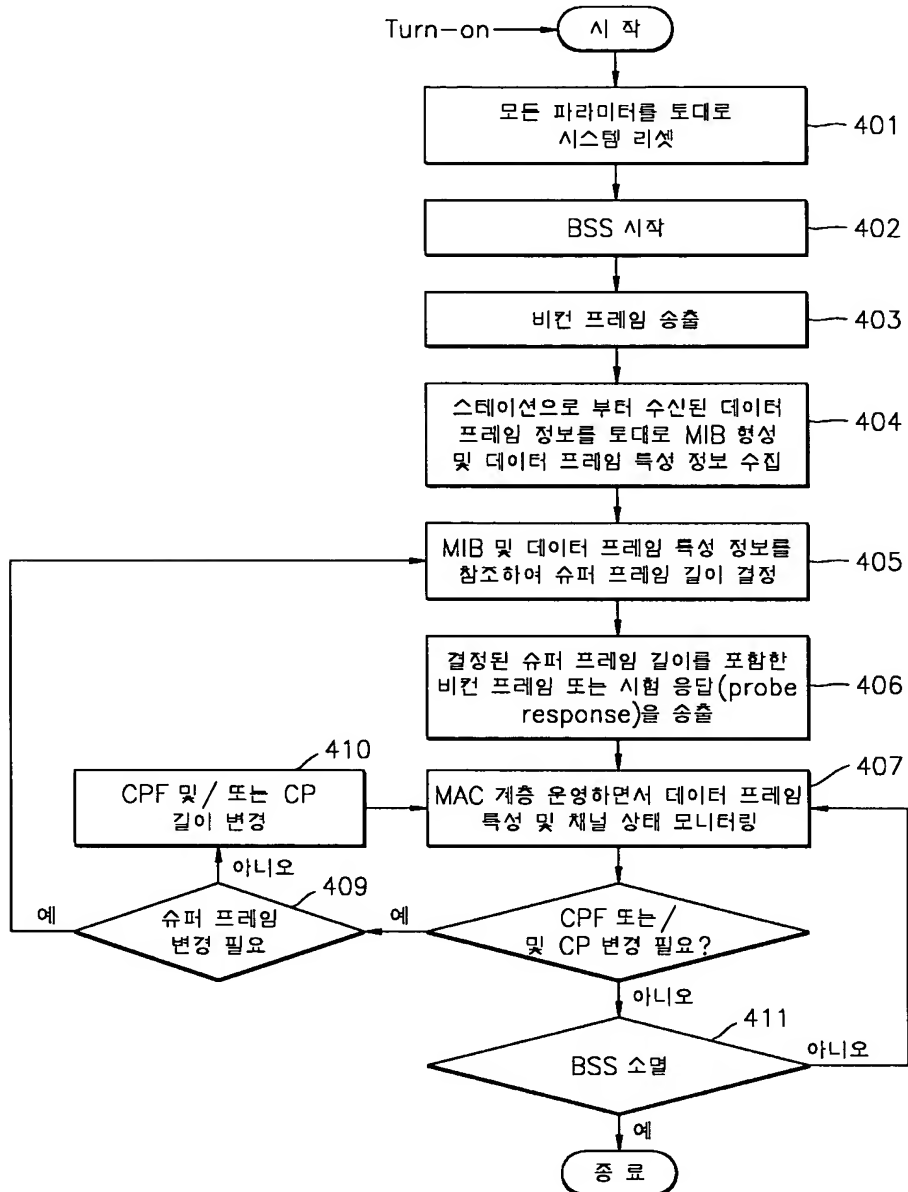 Turn-on
시 작
모든 파라미터를 토대로
시스템 리셋
401
BSS 시작
402
비컨 프레임 송출
403
스테이션으로 부터 수신된 데이터
프레임 정보를 토대로 MIB 형성
및 데이터 프레임 특성 정보 수집
404
MIB 및 데이터 프레임 특성 정보를
참조하여 슈퍼 프레임 길이 결정
405
결정된 슈퍼 프레임 길이를 포함한
비컨 프레임 또는 시험 응답(probe
response)을 송출
406
410
CPF 및/ 또는 CP
길이 변경
407
MAC 계층 운영하면서 데이터 프레임
특성 및 채널 상태 모니터링
아니오
409
예
슈퍼 프레임
변경 필요
예
CPF 또는/
및 CP 변경 필요?
아니오
411
BSS 소멸
아니오
예
종 료